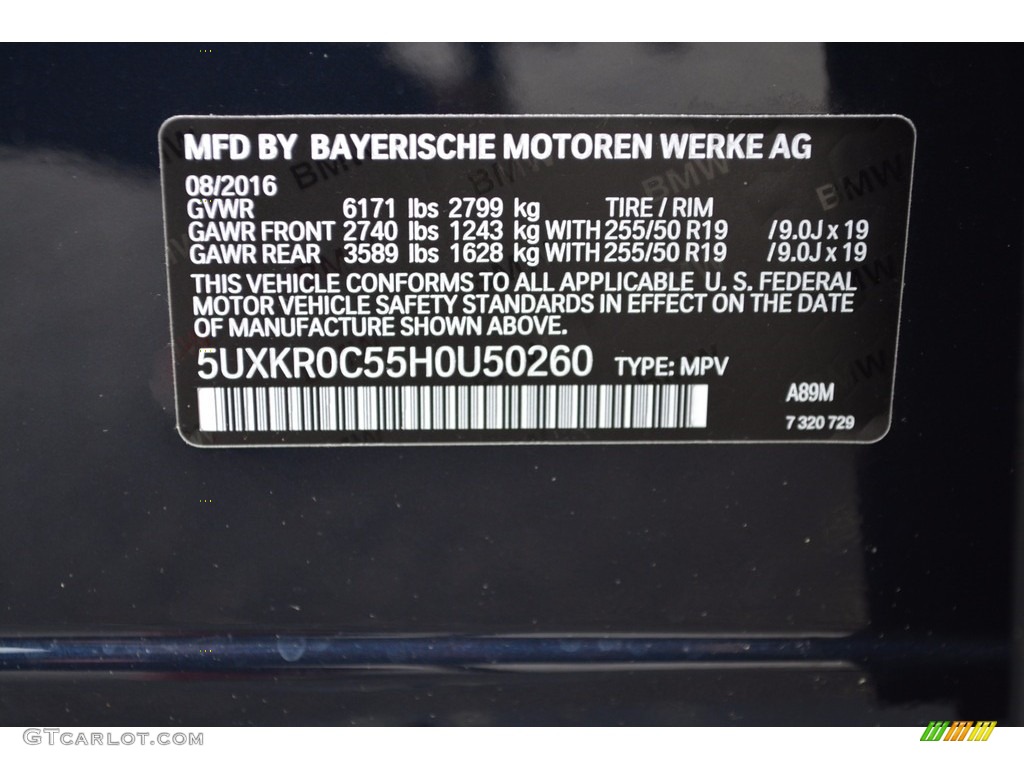 MFD BY BAYERISCHE MOTOREN WERKE AG
08/2016
GVWR 6171 lbs 2799 kg TIRE / RIM
GAWR FRONT 2740 lbs 1243 kg WITH 255/50 R19 /9.0J x 19
GAWR REAR 3589 lbs 1628 kg WITH 255/50 R19 /9.0J x 19
THIS VEHICLE CONFORMS TO ALL APPLICABLE U. S. FEDERAL
MOTOR VEHICLE SAFETY STANDARDS IN EFFECT ON THE DATE
OF MANUFACTURE SHOWN ABOVE.
5UXKR0C55H0U50260 TYPE: MPV
A89M
7 320 729
GTCARLOT.COM